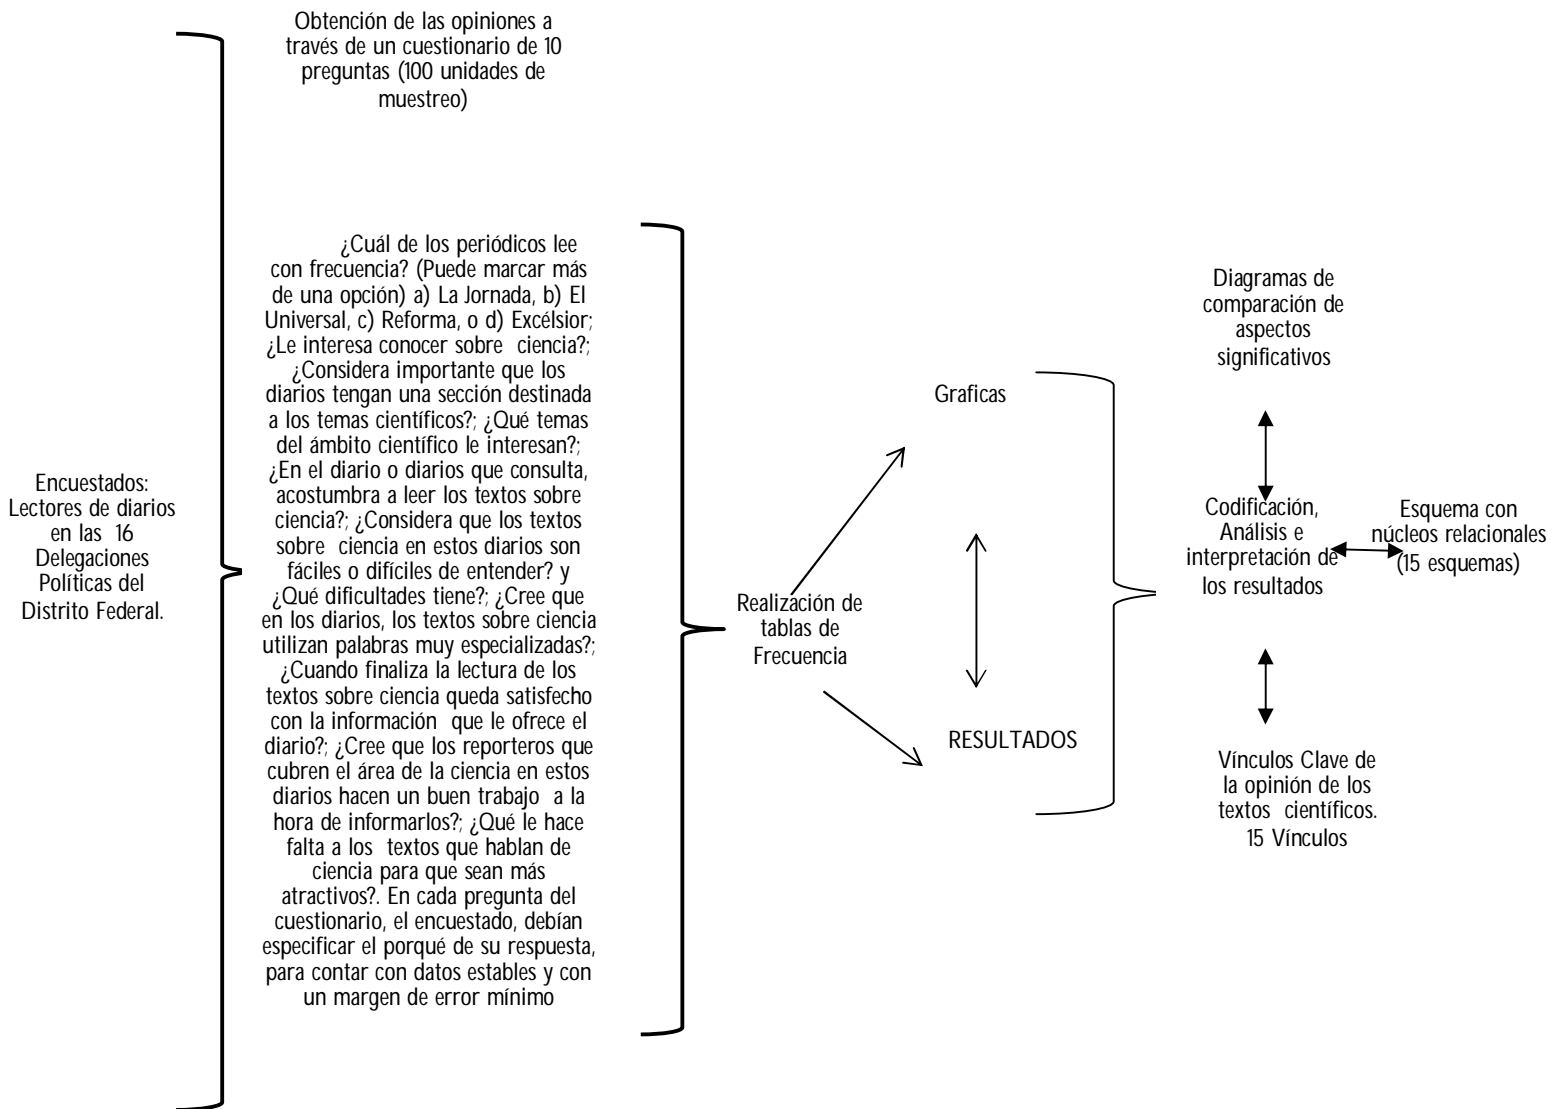 Obtención de las opiniones a
través de un cuestionario de 10
preguntas (100 unidades de
muestreo)
Encuestados:
Lectores de diarios
en las 16
Delegaciones
Políticas del
Distrito Federal.
¿Cuál de los periódicos lee
con frecuencia? (Puede marcar más
de una opción) a) La Jornada, b) El
Universal, c) Reforma, o d) Excélsior;
¿Le interesa conocer sobre ciencia?;
¿Considera importante que los
diarios tengan una sección destinada
a los temas científicos?; ¿Qué temas
del ámbito científico le interesan?;
¿En el diario o diarios que consulta,
acostumbra a leer los textos sobre
ciencia?; ¿Considera que los textos
sobre ciencia en estos diarios son
fáciles o difíciles de entender? y
¿Qué dificultades tiene?; ¿Cree que
en los diarios, los textos sobre ciencia
utilizan palabras muy especializadas?;
¿Cuando finaliza la lectura de los
textos sobre ciencia queda satisfecho
con la información que le ofrece el
diario?; ¿Cree que los reporteros que
cubren el área de la ciencia en estos
diarios hacen un buen trabajo a la
hora de informarlos?; ¿Qué le hace
falta a los textos que hablan de
ciencia para que sean más
atractivos?. En cada pregunta del
cuestionario, el encuestado, debían
especificar el porqué de su respuesta,
para contar con datos estables y con
un margen de error mínimo
Realización de
tablas de
Frecuencia
Graficas
RESULTADOS
Diagramas de
comparación de
aspectos
significativos
Codificación,
Análisis e
interpretación de
los resultados
Esquema con
núcleos relacionales
(15 esquemas)
Vínculos Clave de
la opinión de los
textos científicos.
15 Vínculos